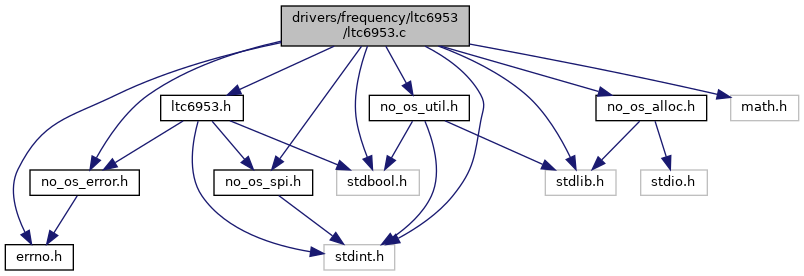 drivers/frequency/ltc6953
/ltc6953.c
ltc6953.h
no_os_util.h
no_os_alloc.h
math.h
no_os_error.h
no_os_spi.h
stdbool.h
stdlib.h
stdio.h
errno.h
stdint.h